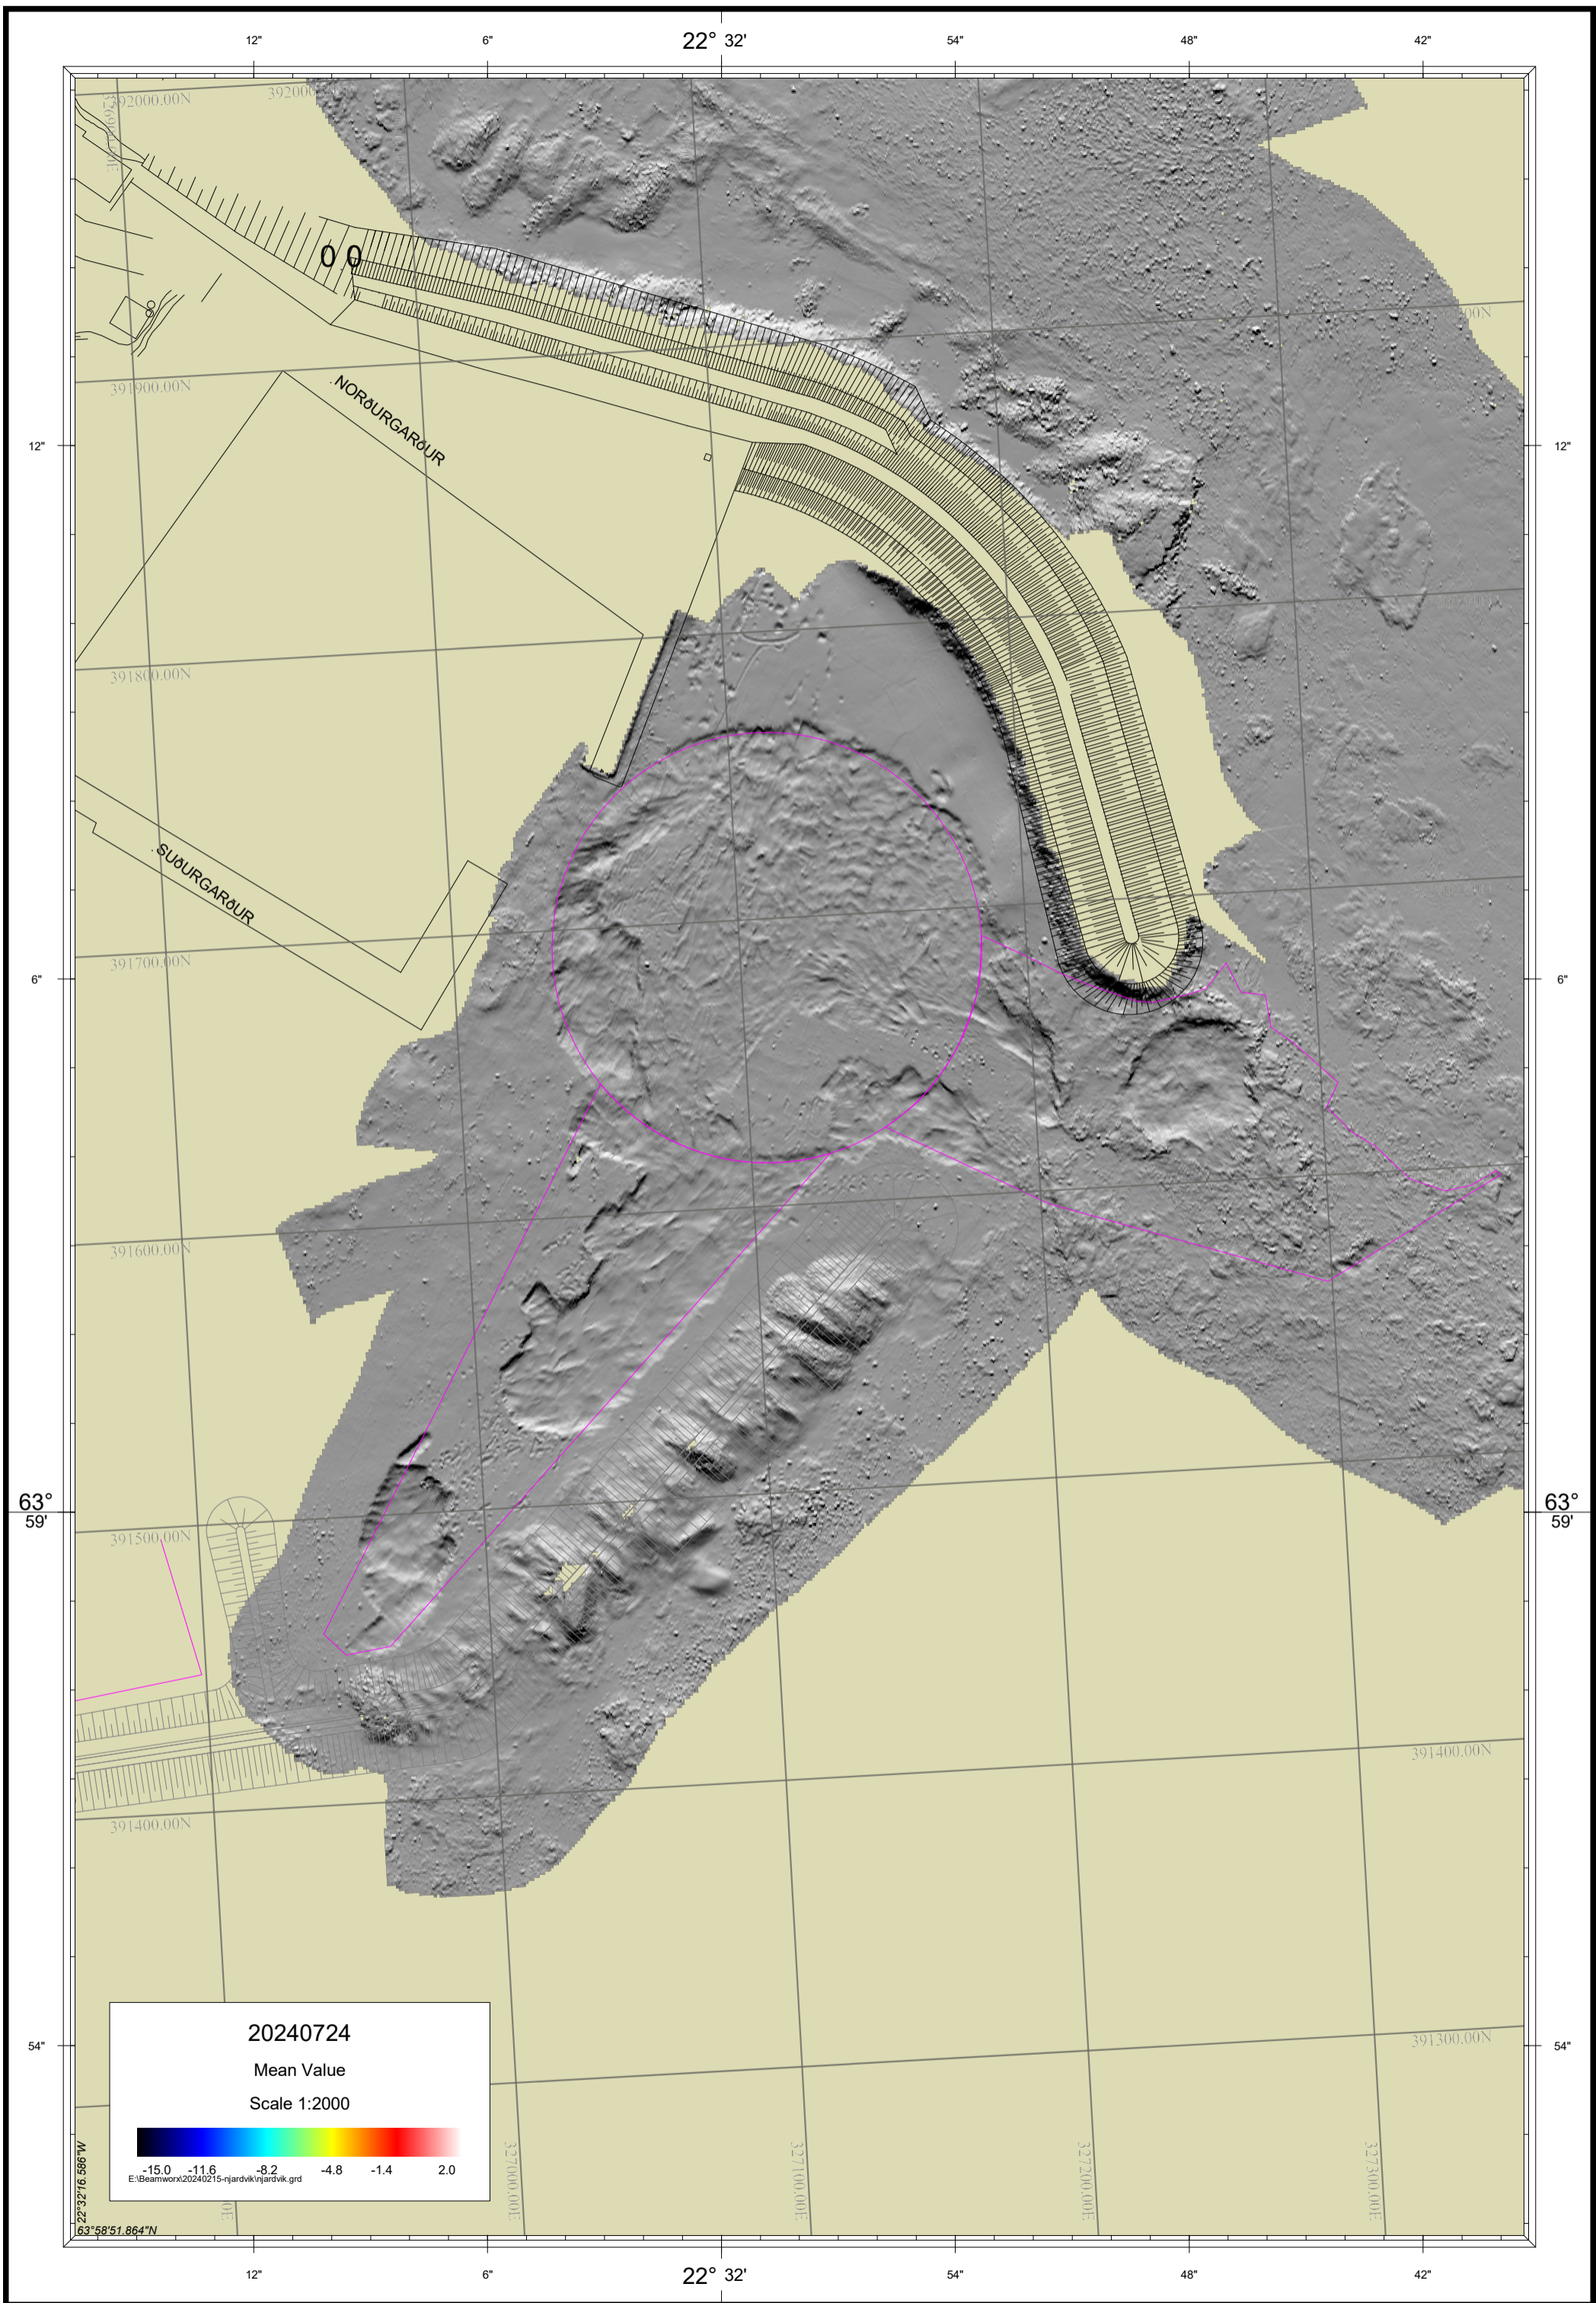 12"
6"
22° 32'
54"
48"
42"
392000.00N
39200
00N
0.0
391900.00N
.NORðURGARðUR
12"
12"
391800.00N
.SUðURGARðUR
391700.00N
6"
6"
391600.00N
63°
59'
63°
59'
391500.00N
391400.00N
391400.00N
391300.00N
54"
54"
20240724
Mean Value
Scale 1:2000
-15.0
-11.6
-8.2
-4.8
-1.4
2.0
E:\Beamworx\20240215-njardvik\njardvik.grd
22°32'16.586"W
63°58'51.864"N
327000.00E
327100.00E
327200.00E
327300.00E
12"
6"
22° 32'
54"
48"
42"